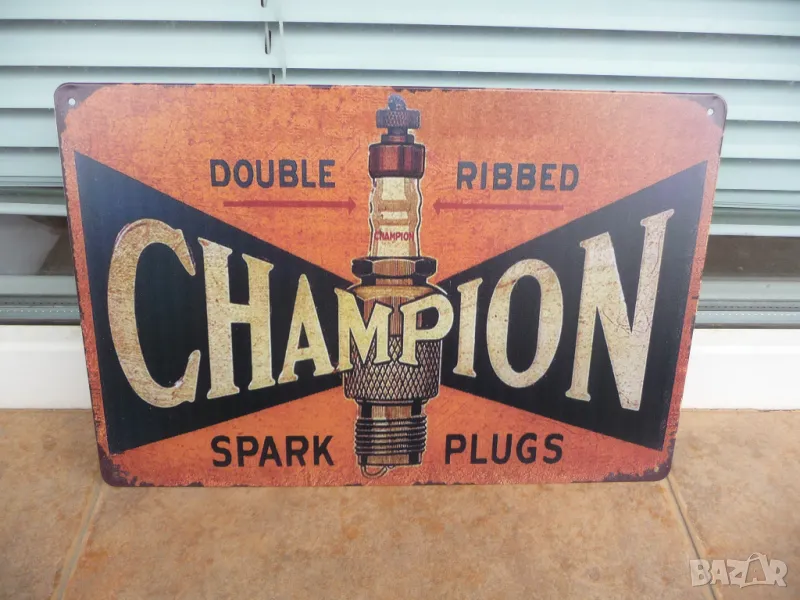 DOUBLE RIBBED
CHAMPION
CHAMPION
SPARK PLUGS
BAZAR